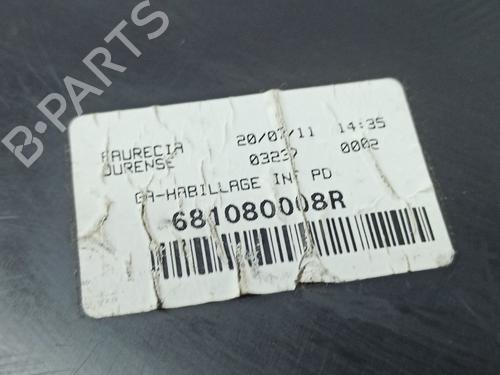 B-PARTS
FAURECIA 20/07/11 14:35
OURENSE 03237 0002
GA-HABILLAGE INF PD
681080008R